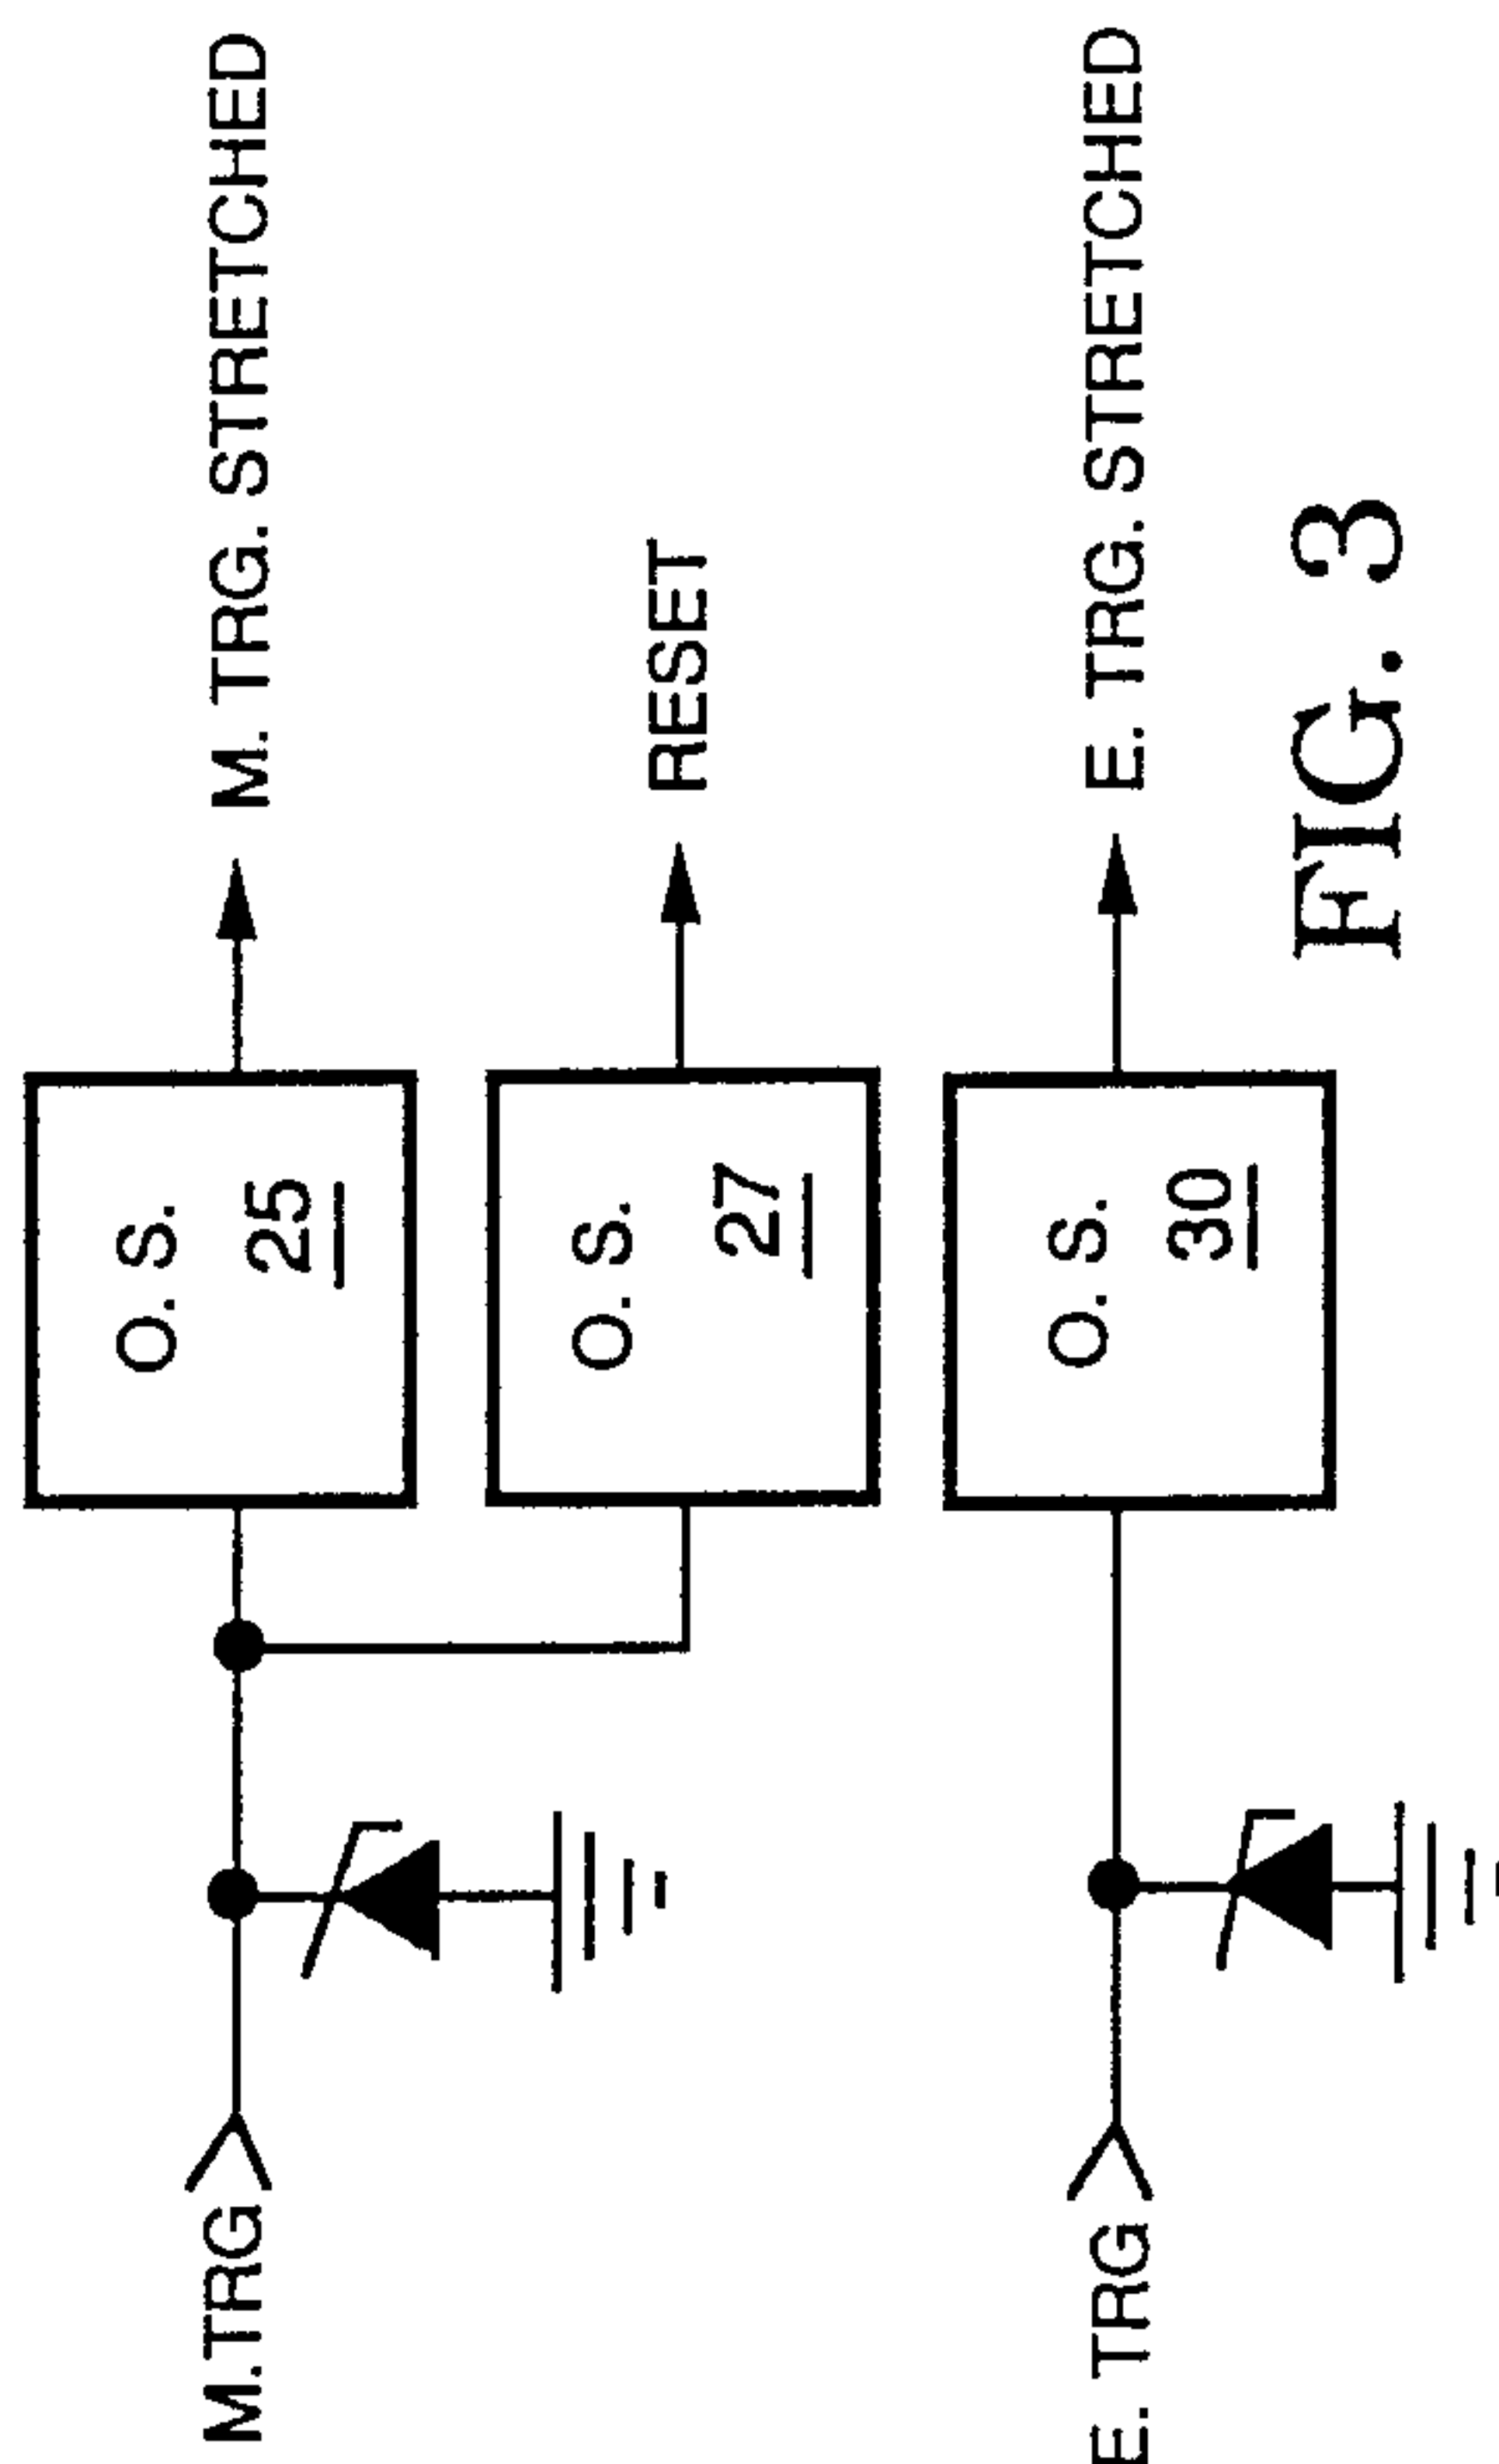 M.TRG
O. S.
25
M. TRG. STRETCHED
O. S.
27
RESET
E. TRG
O. S.
30
E. TRG. STRETCHED
FIG. 3